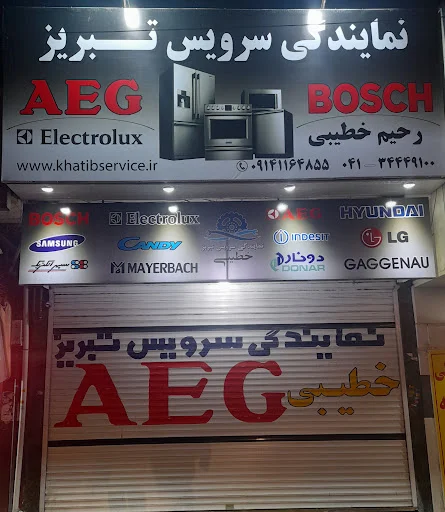 نمایندگی سرویس تبریز
AEG
BOSCH
Electrolux
رحیم خطیبی
www.khatibservice.ir
۰۹۱۴۱۱۶۴۸۵۵ ۰۴۱ - ۳۴۴۴۹۱۰۰
BOSCH Electrolux AEG HYUNDAI
SAMSUNG CANDY indesit LG
MAYERBACH دونار DONAR GAGGENAU
خطیبی
نمایندگی سرویس تبریز
AEG خطیبی